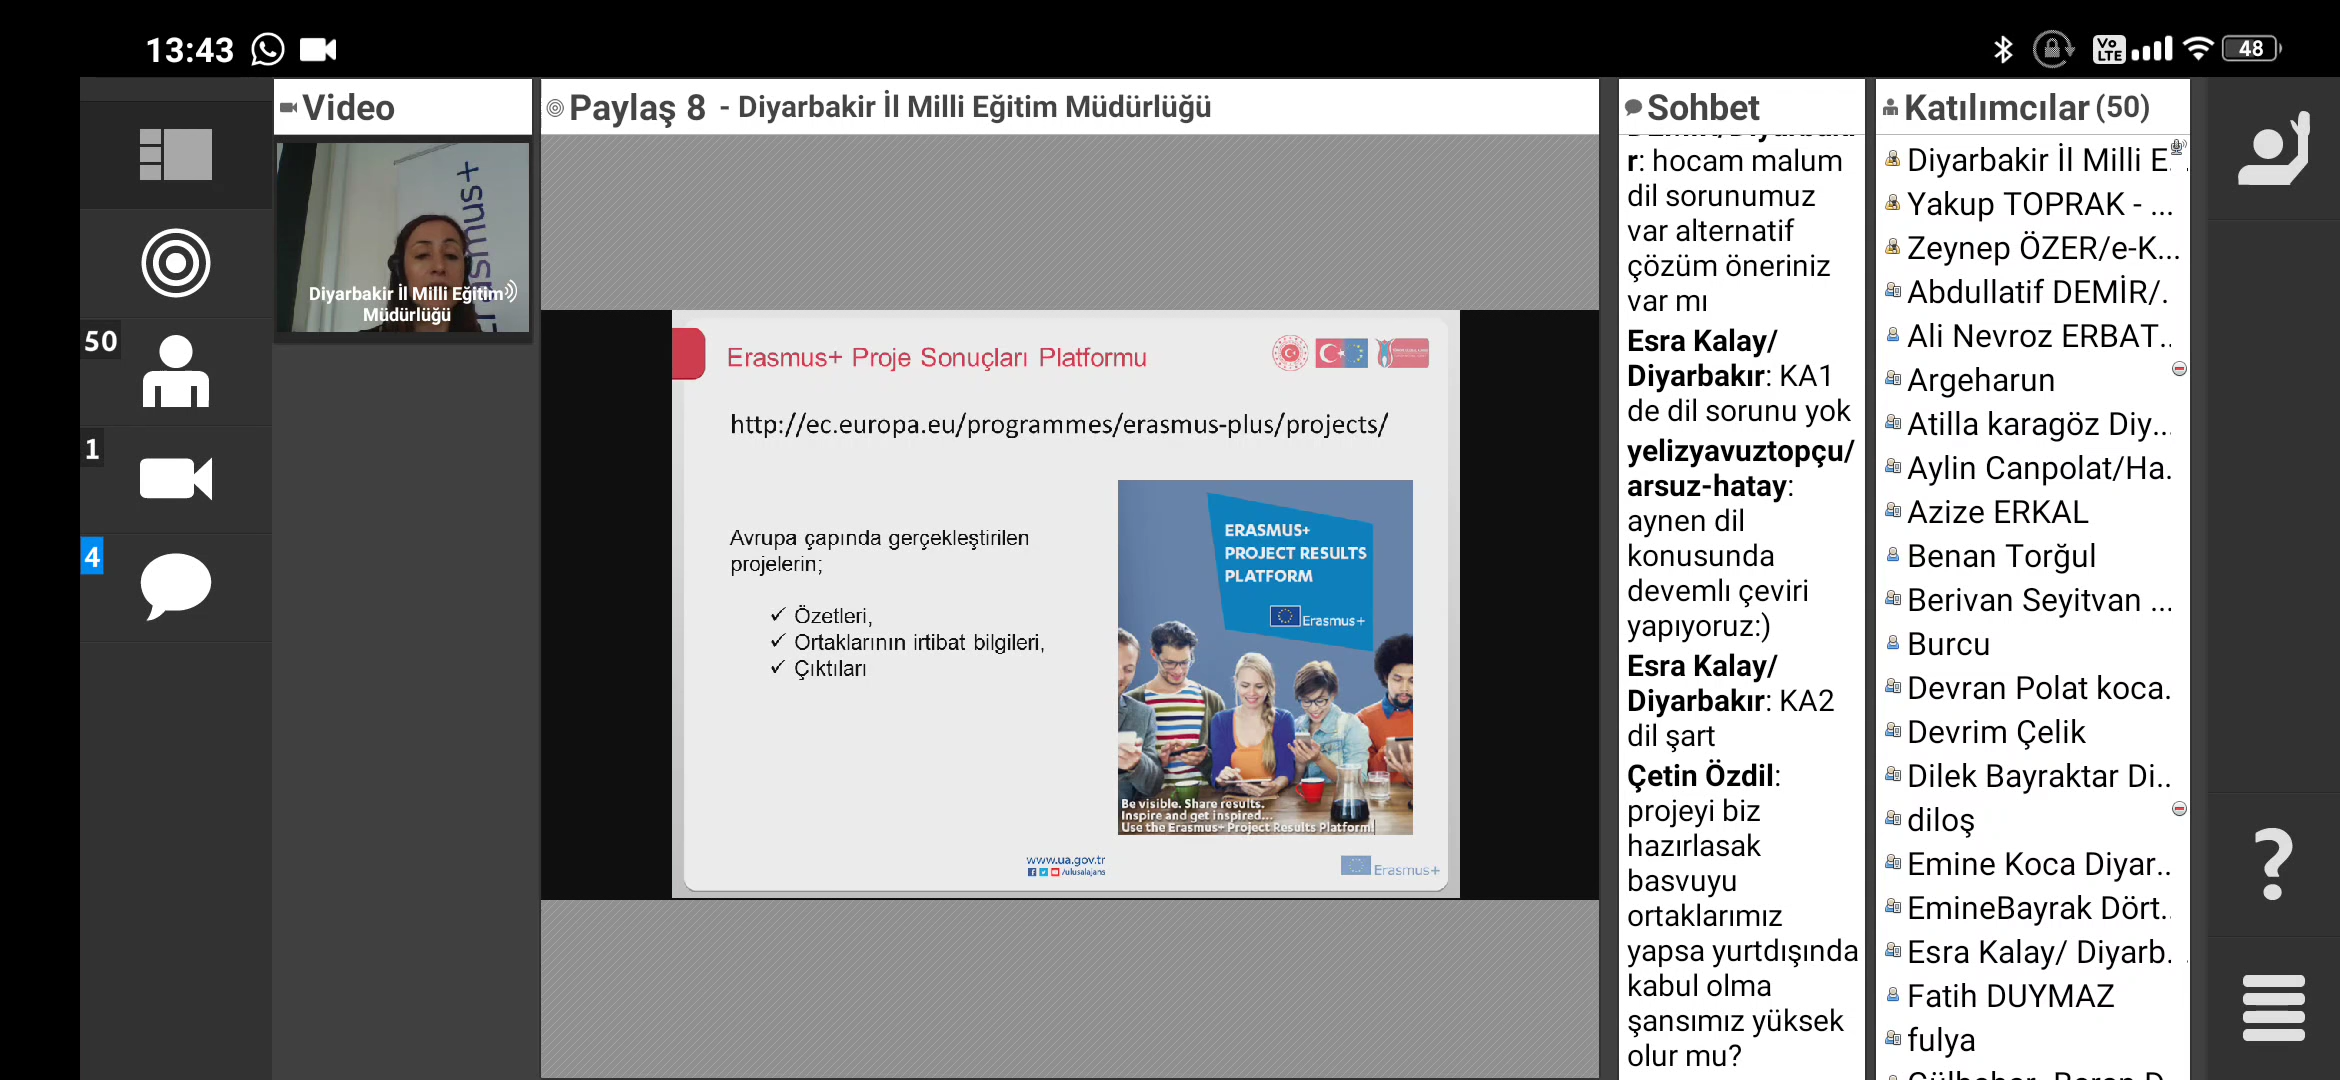 13:43
Vo LTE
48
Video
Paylaş 8 - Diyarbakir İl Milli Eğitim Müdürlüğü
Sohbet
Katılımcılar (50)
50
1
4
Erasmus+
Diyarbakir İl Milli Eğitim
Müdürlüğü
Erasmus+ Proje Sonuçları Platformu
http://ec.europa.eu/programmes/erasmus-plus/projects/
Avrupa çapında gerçekleştirilen
projelerin;
✓ Özetleri,
✓ Ortaklarının irtibat bilgileri,
✓ Çıktıları
ERASMUS+
PROJECT RESULTS
PLATFORM
Erasmus+
Be visible. Share results.
Inspire and get inspired...
Use the Erasmus+ Project Results Platform!
www.ua.gov.tr
/ulusalajans
Erasmus+
r: hocam malum
dil sorunumuz
var alternatif
çözüm öneriniz
var mı
Esra Kalay/
Diyarbakır: KA1
de dil sorunu yok
yelizyavuztopçu/
arsuz-hatay:
aynen dil
konusunda
devemlı çeviri
yapıyoruz:)
Esra Kalay/
Diyarbakır: KA2
dil şart
Çetin Özdil:
projeyi biz
hazırlasak
basvuyu
ortaklarımız
yapsa yurtdışında
kabul olma
şansımız yüksek
olur mu?
Diyarbakir İl Milli E...
Yakup TOPRAK - ...
Zeynep ÖZER/e-K...
Abdullatif DEMİR/.
Ali Nevroz ERBAT..
Argeharun
Atilla karagöz Diy...
Aylin Canpolat/Ha.
Azize ERKAL
Benan Torğul
Berivan Seyitvan ...
Burcu
Devran Polat koca.
Devrim Çelik
Dilek Bayraktar Di..
diloş
Emine Koca Diyar..
EmineBayrak Dört..
Esra Kalay/ Diyarb..
Fatih DUYMAZ
fulya